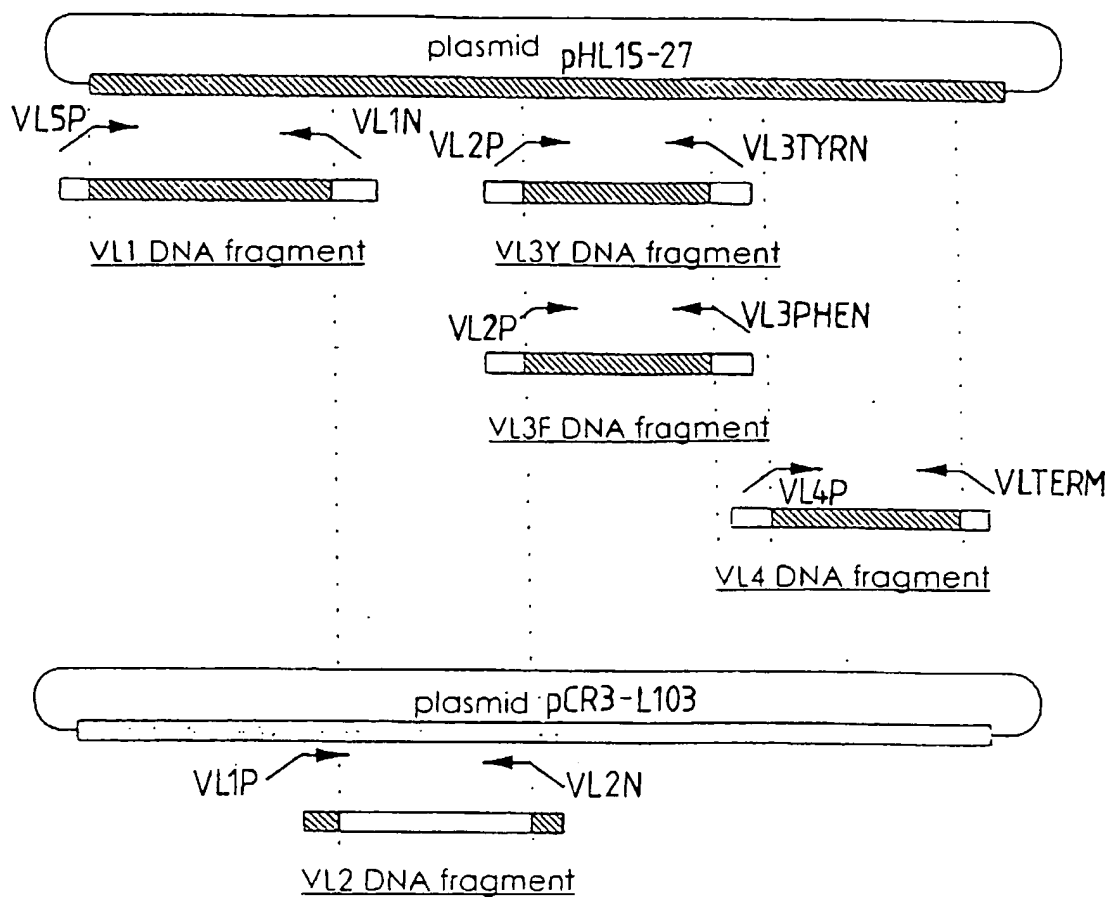 plasmid pHL15-27
VL5P
VL1N
VL2P
VL3TYRN
VL1 DNA fragment
VL3Y DNA fragment
VL2P
VL3PHEN
VL3F DNA fragment
VL4P
VLTERM
VL4 DNA fragment
plasmid pCR3-L103
VL1P
VL2N
VL2 DNA fragment